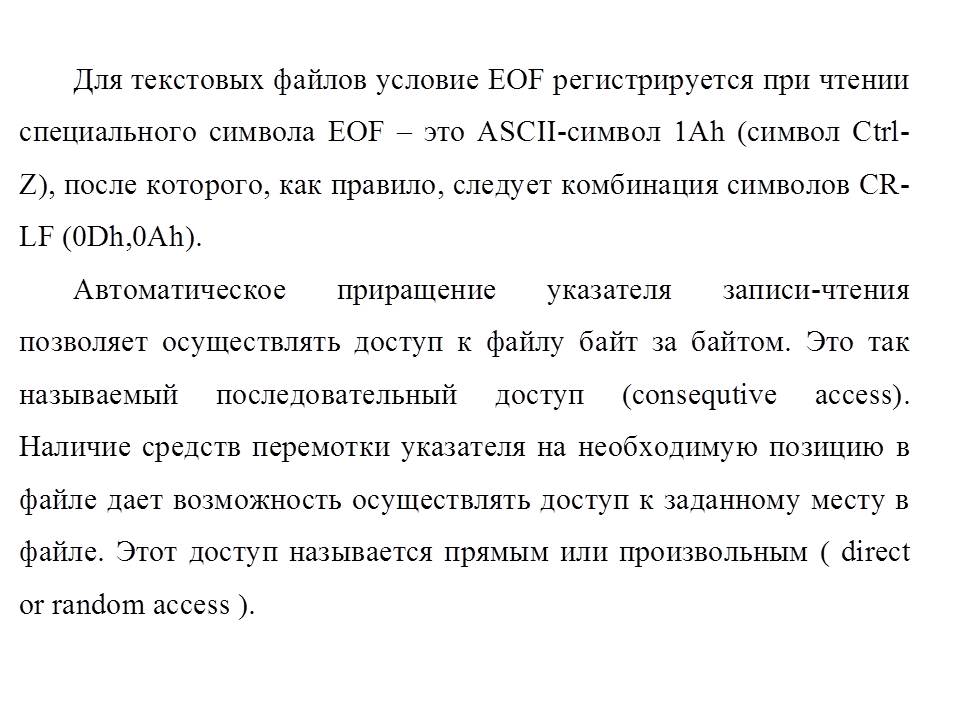 Для текстовых файлов условие EOF регистрируется при чтении
специального символа EOF – это ASCII-символ 1Ah (символ Ctrl-
Z), после которого, как правило, следует комбинация символов CR-
LF (0Dh,0Ah).
Автоматическое приращение указателя записи-чтения
позволяет осуществлять доступ к файлу байт за байтом. Это так
называемый последовательный доступ (consequtive access).
Наличие средств перемотки указателя на необходимую позицию в
файле дает возможность осуществлять доступ к заданному месту в
файле. Этот доступ называется прямым или произвольным ( direct
or random access ).